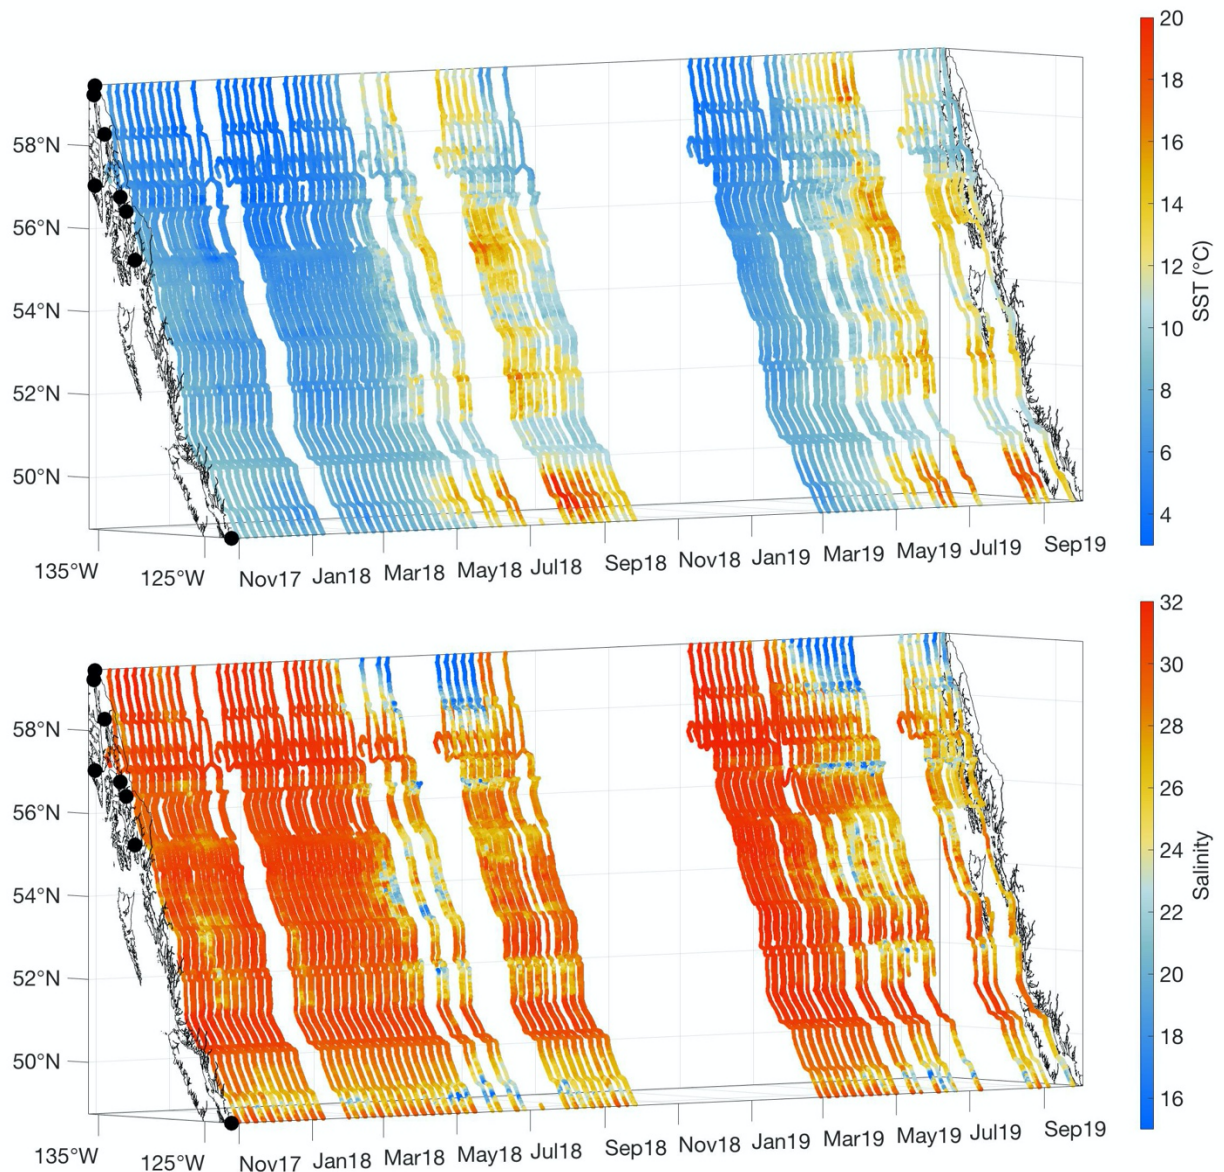 20
18
58°N
16
56°N
14
SST (°C)
12
54°N
10
52°N
8
50°N
6
4
135°W 125°W Nov17 Jan18 Mar18 May18 Jul18 Sep18 Nov18 Jan19 Mar19 May19 Jul19 Sep19
32
30
58°N
28
56°N
26
24
Salinity
54°N
22
52°N
20
50°N
18
16
135°W 125°W Nov17 Jan18 Mar18 May18 Jul18 Sep18 Nov18 Jan19 Mar19 May19 Jul19 Sep19